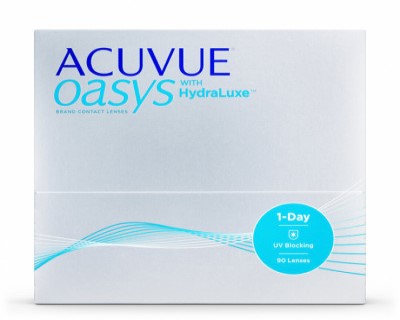 ACUVUE
oasys WITH HydraLuxe™
BRAND CONTACT LENSES
1-Day
UV Blocking
90 Lenses